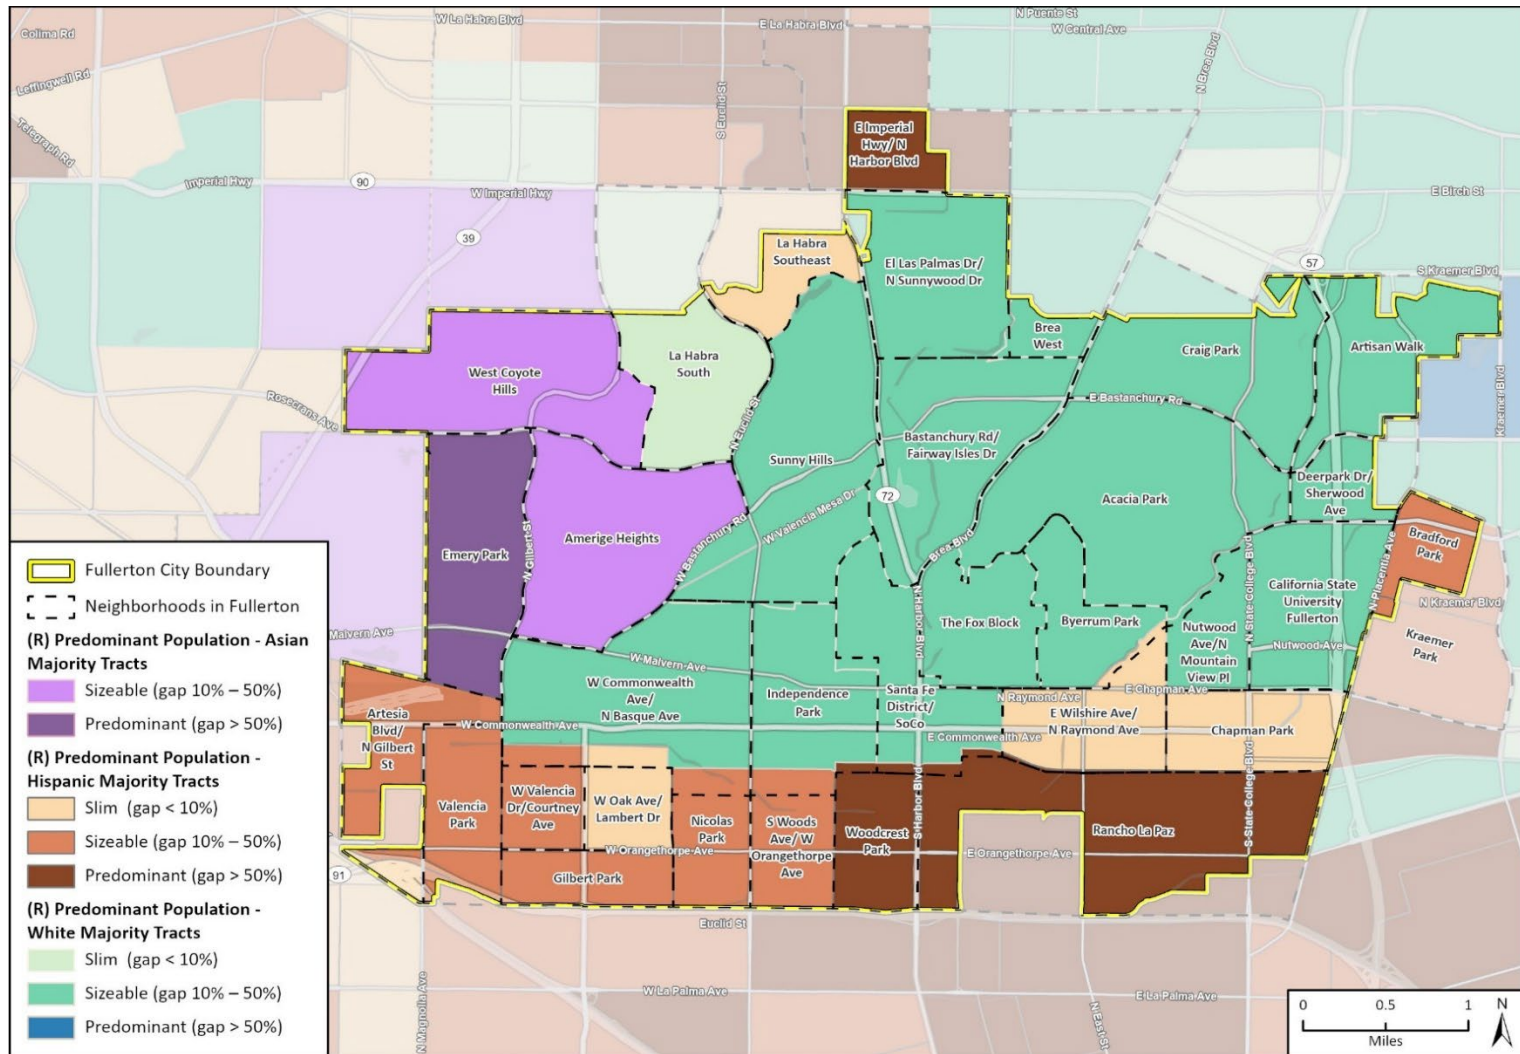 Colima Rd
W La Habra Blvd
E La Habra Blvd
N Puente St
W Central Ave
Leffingwell Rd
Telegraph Rd
S Euclid St
N Brea Blvd
E Imperial
Hwy/ N
Harbor Blvd
Imperial Hwy
90
W Imperial Hwy
E Birch St
39
La Habra
Southeast
El Las Palmas Dr/
N Sunnywood Dr
57
S Kraemer Blvd
Brea
West
Craig Park
Artisan Walk
La Habra
South
West Coyote
Hills
Kraemer Blvd
Rosecrans Ave
E Bastanchury Rd
N Euclid St
Sunny Hills
Bastanchury Rd/
Fairway Isles Dr
Deerpark Dr/
Sherwood
Ave
72
Acacia Park
W Valencia Mesa Dr
W Bastanchury Rd
Emery Park
N Gilbert St
Amerige Heights
Brea Blvd
N State College Blvd
Bradford
Park
N Placentia Ave
California State
University
Fullerton
N Kraemer Blvd
N Harbor Blvd
The Fox Block
Byerrum Park
Nutwood
Ave/N
Mountain
View Pl
Nutwood Ave
Kraemer
Park
Malvern Ave
W Malvern Ave
W Commonwealth
Ave/
N Basque Ave
Independence
Park
Santa Fe
District/
SoCo
N Raymond Ave
E Chapman Ave
E Wilshire Ave/
N Raymond Ave
Chapman Park
Artesia
Blvd/
N Gilbert
St
W Commonwealth Ave
E Commonwealth Ave
Valencia
Park
W Valencia
Dr/Courtney
Ave
W Oak Ave/
Lambert Dr
Nicolas
Park
S Woods
Ave/ W
Orangethorpe
Ave
Woodcrest
Park
S Harbor Blvd
Rancho La Paz
S State College Blvd
W Orangethorpe Ave
E Orangethorpe Ave
Gilbert Park
91
Euclid St
W La Palma Ave
E La Palma Ave
N Magnolia Ave
N East St
Fullerton City Boundary
Neighborhoods in Fullerton
(R) Predominant Population - Asian
Majority Tracts
Sizeable (gap 10% – 50%)
Predominant (gap > 50%)
(R) Predominant Population -
Hispanic Majority Tracts
Slim (gap < 10%)
Sizeable (gap 10% – 50%)
Predominant (gap > 50%)
(R) Predominant Population -
White Majority Tracts
Slim (gap < 10%)
Sizeable (gap 10% – 50%)
Predominant (gap > 50%)
0 0.5 1
Miles
N